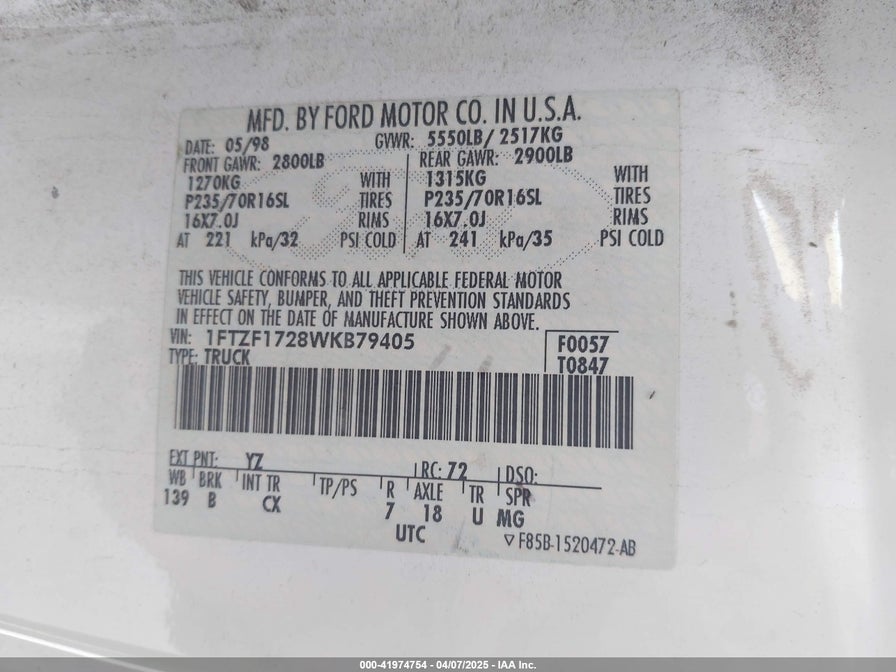 MFD. BY FORD MOTOR CO. IN U.S.A.
DATE: 05/98 GVWR: 5550LB/ 2517KG
FRONT GAWR: 2800LB REAR GAWR: 2900LB
1270KG WITH 1315KG WITH
P235/70R16SL TIRES P235/70R16SL TIRES
16X7.0J RIMS 16X7.0J RIMS
AT 221 kPa/32 PSI COLD AT 241 kPa/35 PSI COLD
THIS VEHICLE CONFORMS TO ALL APPLICABLE FEDERAL MOTOR
VEHICLE SAFETY, BUMPER, AND THEFT PREVENTION STANDARDS
IN EFFECT ON THE DATE OF MANUFACTURE SHOWN ABOVE.
VIN: 1FTZF1728WKB79405 F0057
TYPE: TRUCK T0847
EXT PNT: YZ RC: 72 DSO:
WB BRK INT TR TP/PS R AXLE TR SPR
139 B CX 7 18 U MG
UTC ▽F85B-1520472-AB
000-41974754 - 04/07/2025 - IAA Inc.